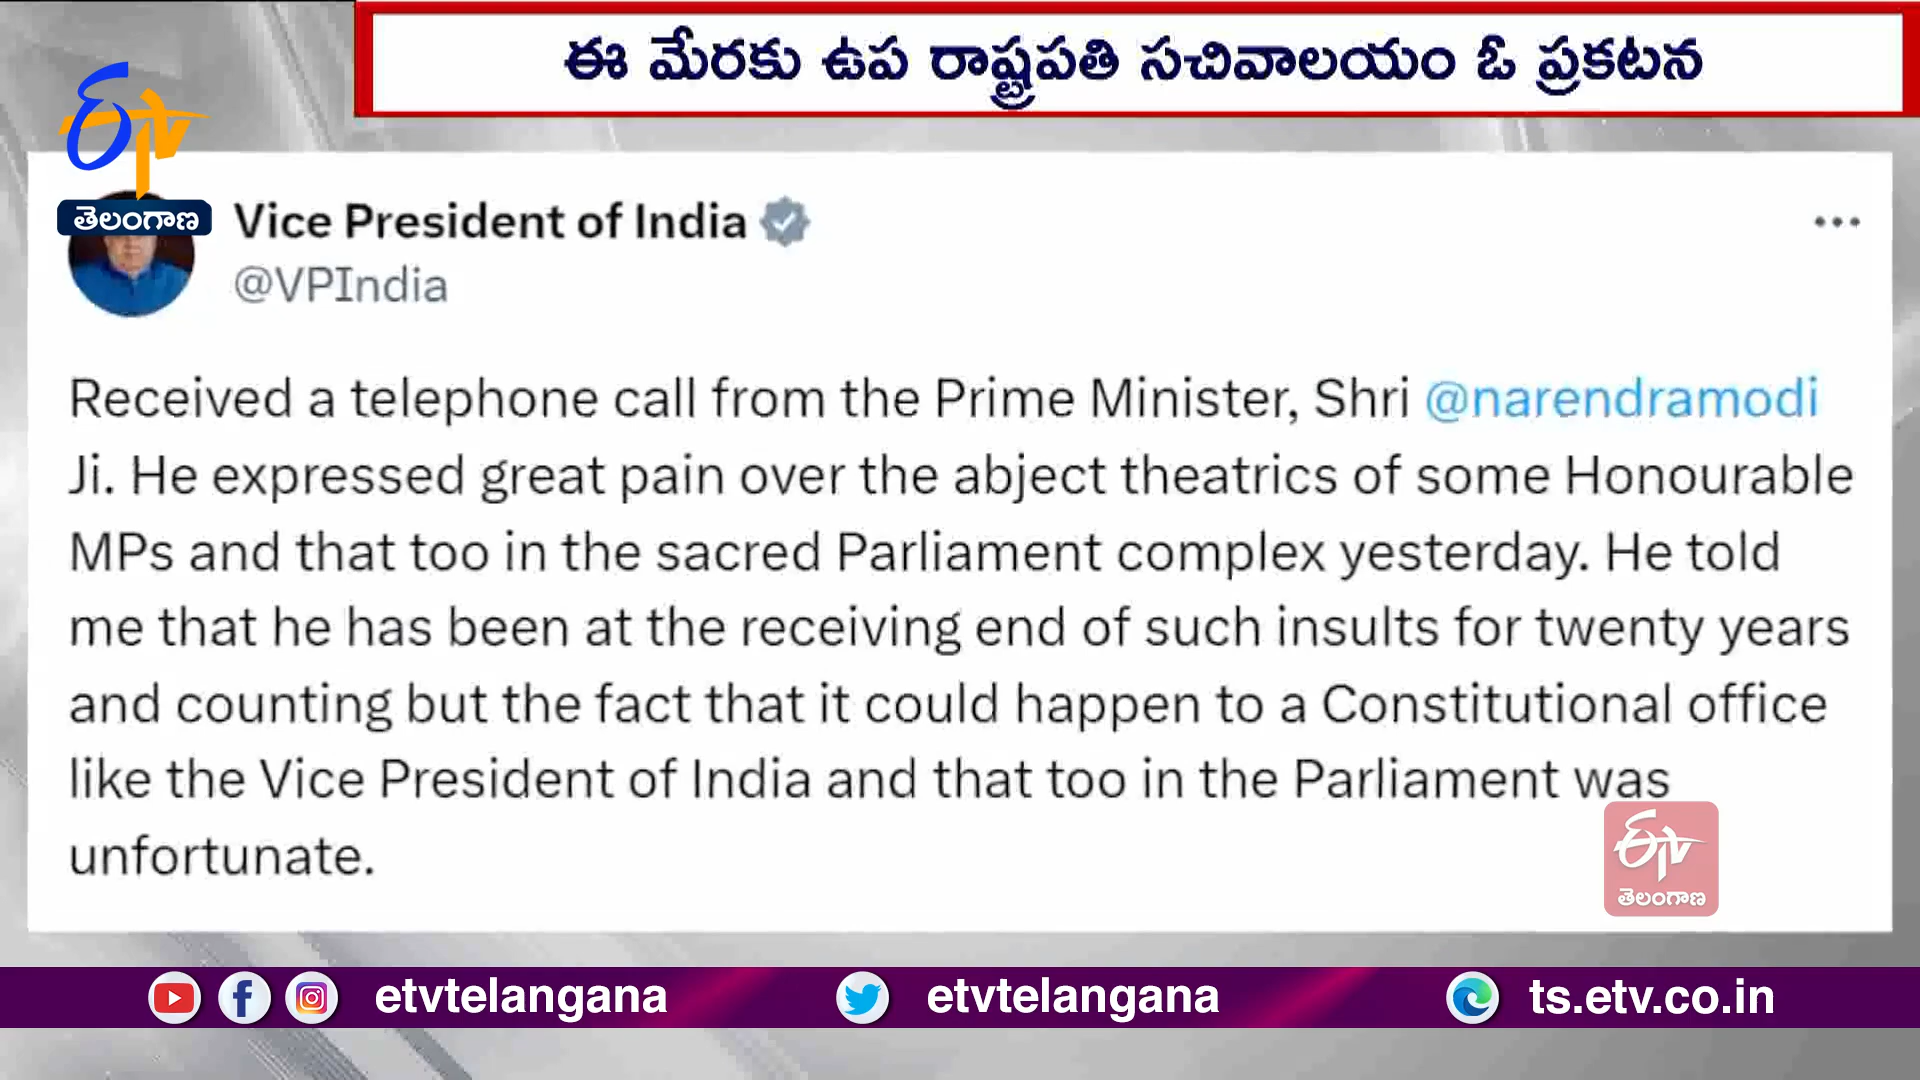 ఈ మేరకు ఉప రాష్ట్రపతి సచివాలయం ఓ ప్రకటన
ETV
తెలంగాణ
Vice President of India
@VPIndia
Received a telephone call from the Prime Minister, Shri @narendramodi
Ji. He expressed great pain over the abject theatrics of some Honourable
MPs and that too in the sacred Parliament complex yesterday. He told
me that he has been at the receiving end of such insults for twenty years
and counting but the fact that it could happen to a Constitutional office
like the Vice President of India and that too in the Parliament was
unfortunate.
ETV
తెలంగాణ
etvtelangana etvtelangana ts.etv.co.in